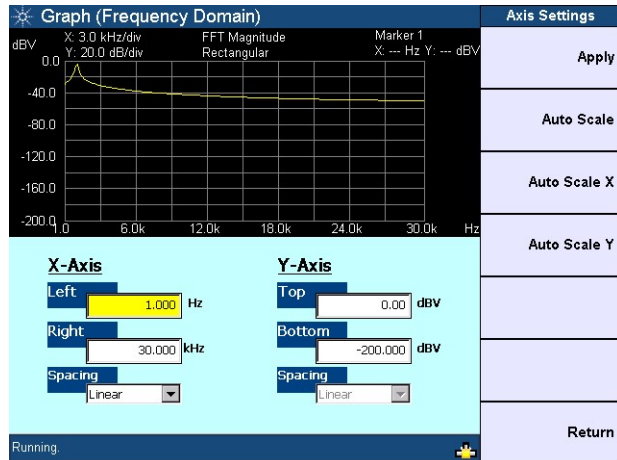 Graph (Frequency Domain)
Axis Settings
dBV
X: 3.0 kHz/div
FFT Magnitude
Marker 1
Y: 20.0 dB/div
Rectangular
X: --- Hz Y: --- dBV
0.0
-40.0
-80.0
-120.0
-160.0
-200.0
1.0
6.0k
12.0k
18.0k
24.0k
30.0k
Hz
Apply
Auto Scale
Auto Scale X
Auto Scale Y
Return
X-Axis
Left
1.000 Hz
Right
30.000 kHz
Spacing
Linear
Y-Axis
Top
0.00 dBV
Bottom
-200.000 dBV
Spacing
Linear
Running.